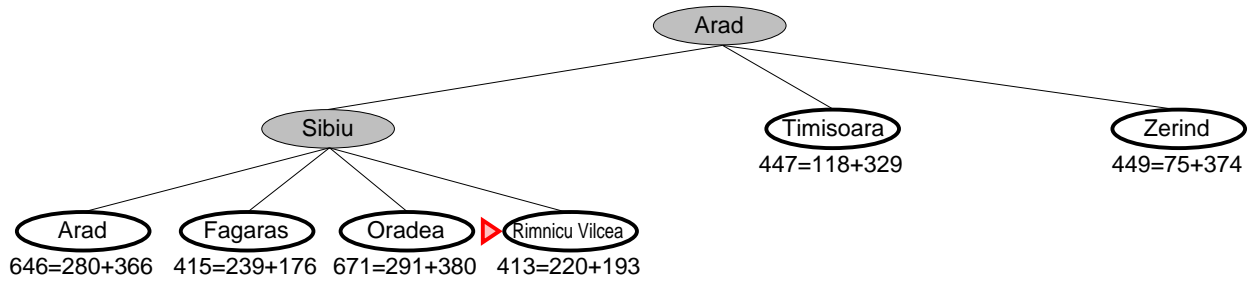 Arad
Sibiu
Timisoara
Zerind
447=118+329
449=75+374
Arad
Fagaras
Oradea
Rimnicu Vilcea
646=280+366
415=239+176
671=291+380
413=220+193